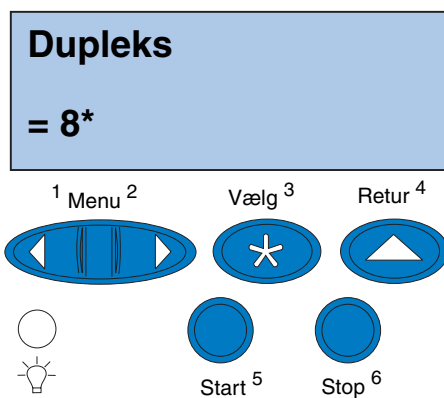 Dupleks
= 8*
1 Menu 2
Vælg 3
Retur 4
Start 5
Stop 6